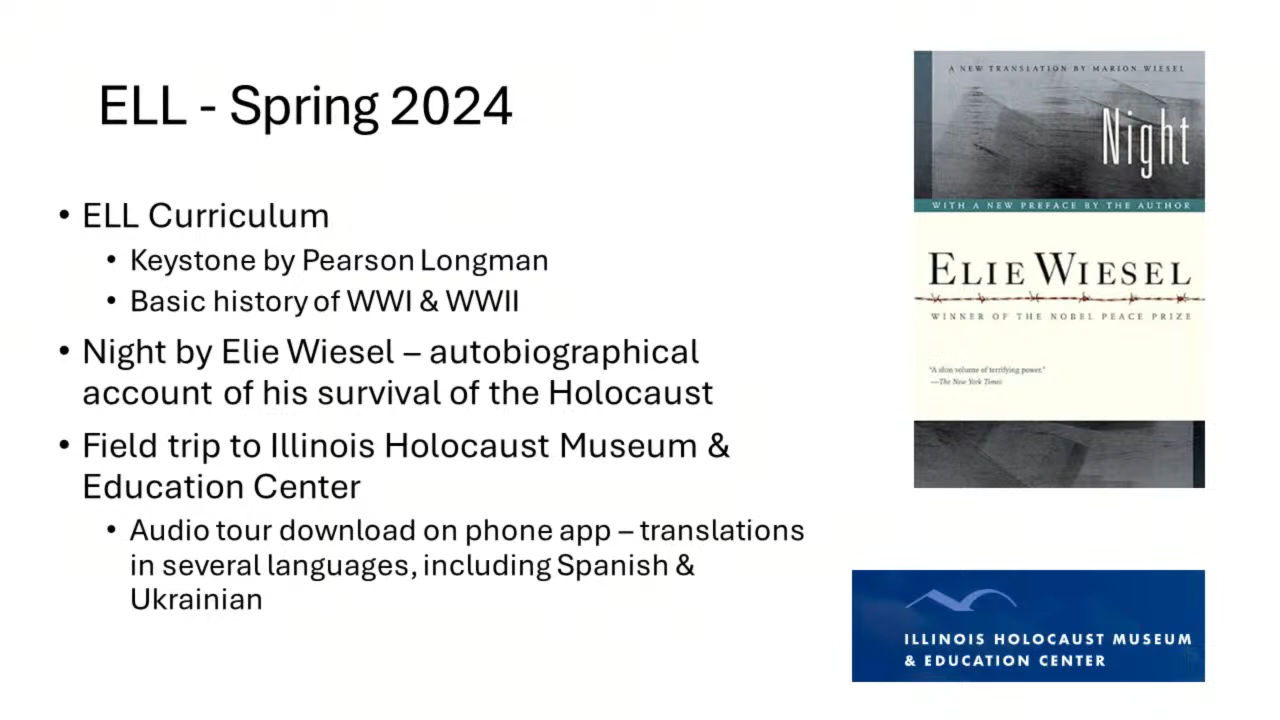 ELL - Spring 2024
• ELL Curriculum
• Keystone by Pearson Longman
• Basic history of WWI & WWII
• Night by Elie Wiesel – autobiographical
account of his survival of the Holocaust
• Field trip to Illinois Holocaust Museum &
Education Center
• Audio tour download on phone app – translations
in several languages, including Spanish &
Ukrainian
A NEW TRANSLATION BY MARION WIESEL
Night
WITH A NEW PREFACE BY THE AUTHOR
ELIE WIESEL
WINNER OF THE NOBEL PEACE PRIZE
"A slim volume of terrifying power."
—The New York Times
ILLINOIS HOLOCAUST MUSEUM
& EDUCATION CENTER